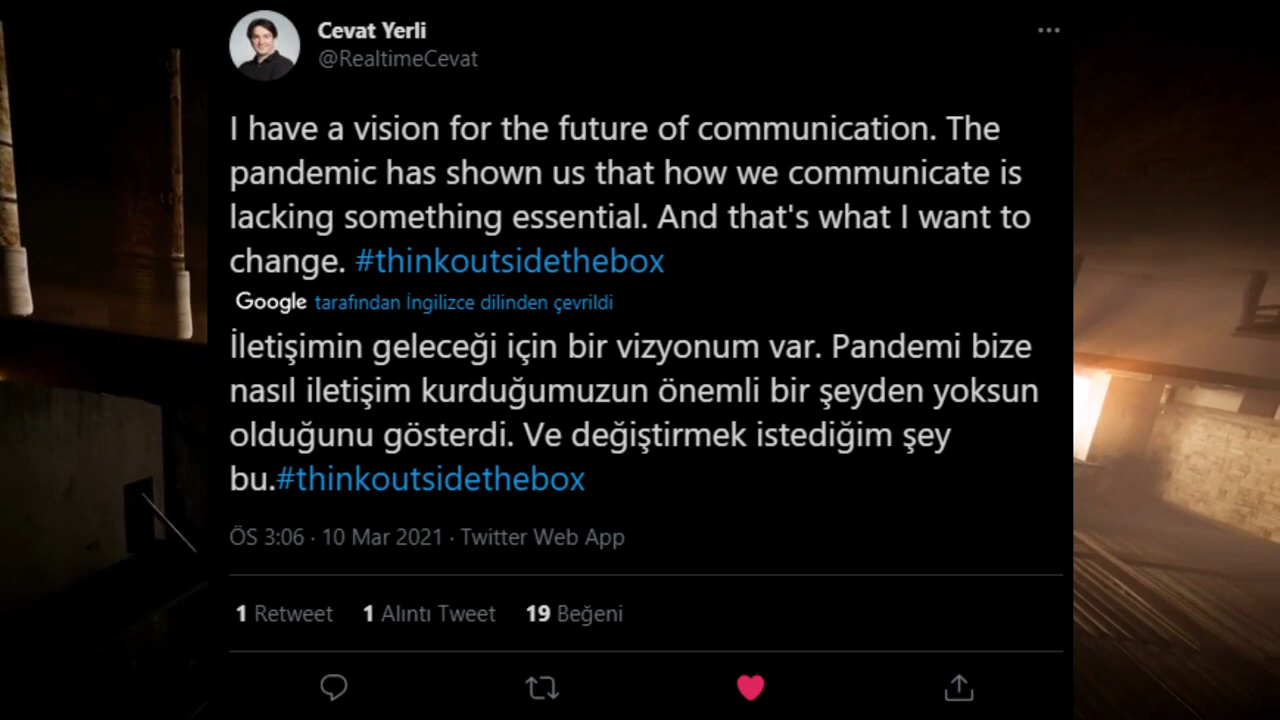 Cevat Yerli
@RealtimeCevat
I have a vision for the future of communication. The
pandemic has shown us that how we communicate is
lacking something essential. And that's what I want to
change. #thinkoutsidethebox
Google tarafından İngilizce dilinden çevrildi
İletişimin geleceği için bir vizyonum var. Pandemi bize
nasıl iletişim kurduğumuzun önemli bir şeyden yoksun
olduğunu gösterdi. Ve değiştirmek istediğim şey
bu.#thinkoutsidethebox
ÖS 3:06 · 10 Mar 2021 · Twitter Web App
1 Retweet 1 Alıntı Tweet 19 Beğeni